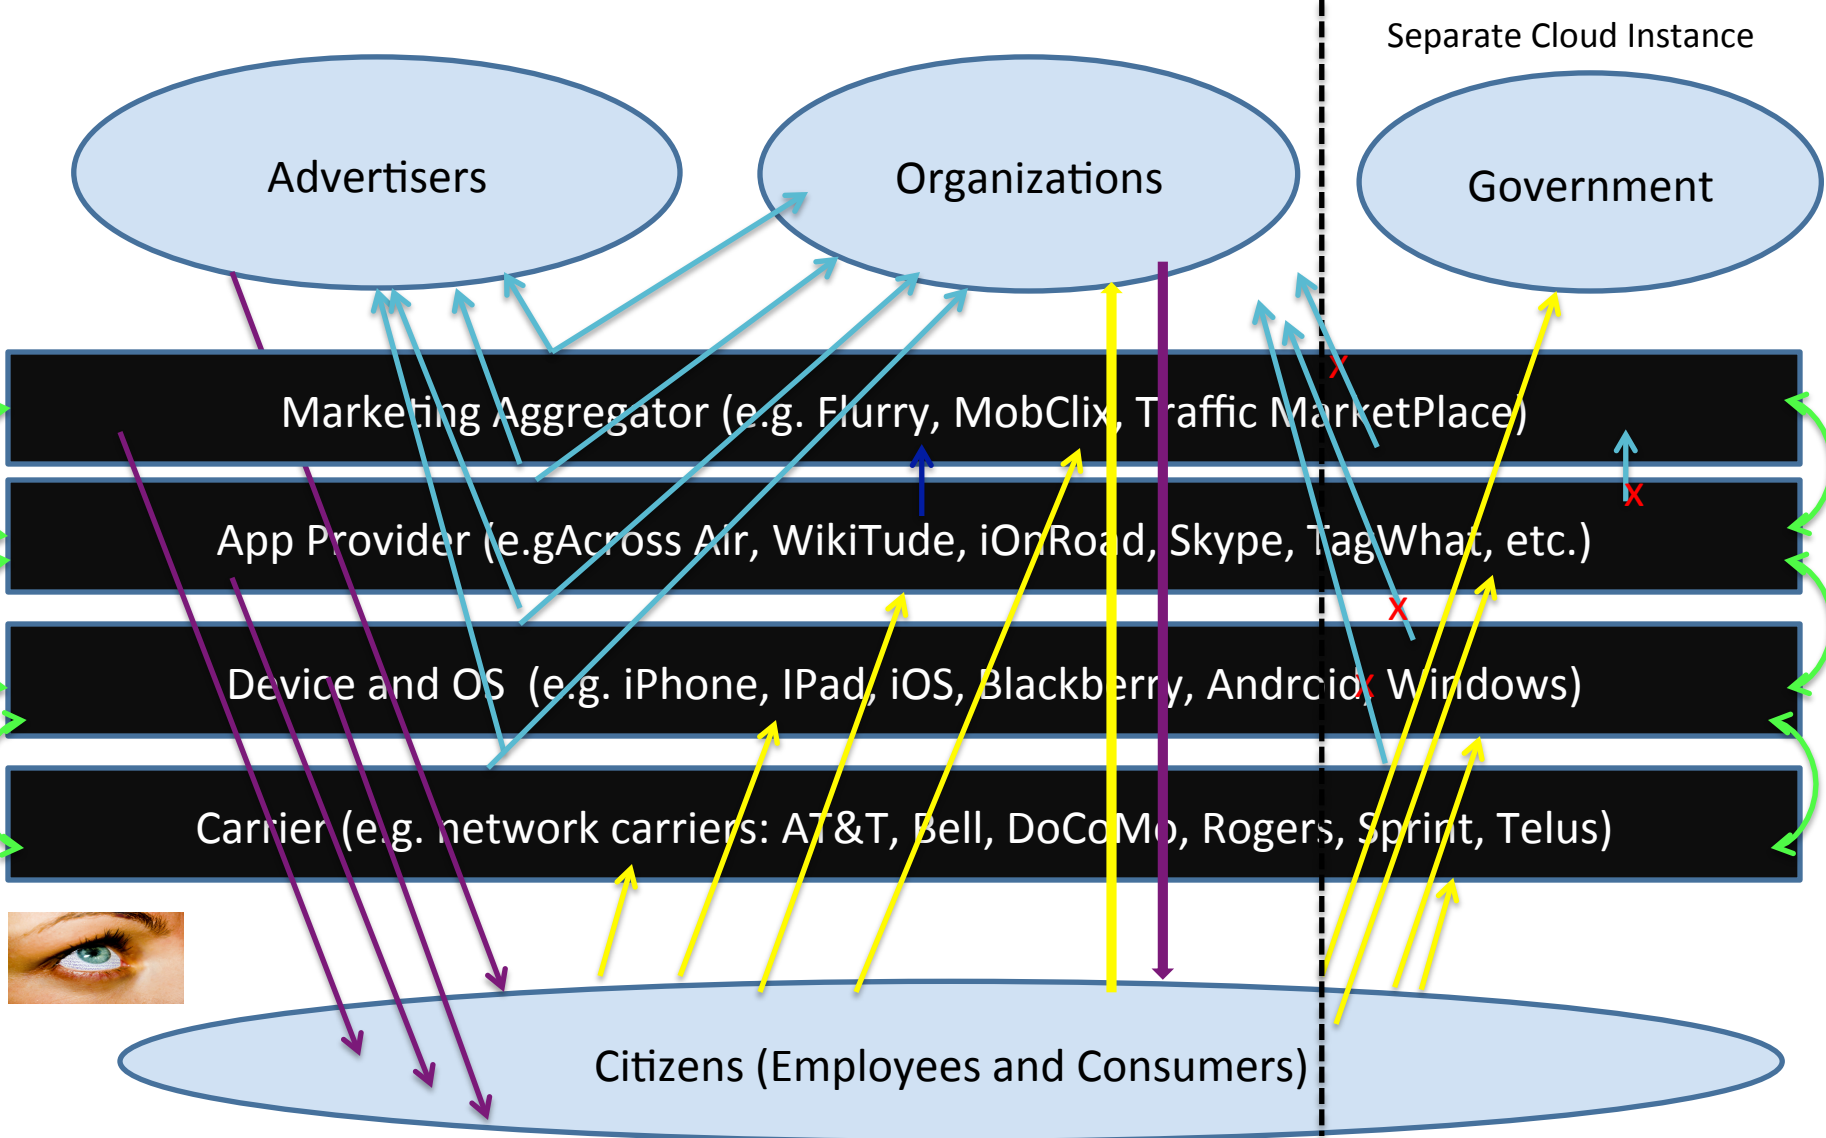 Separate Cloud Instance
Advertisers
Organizations
Government
X
Marketing Aggregator (e.g. Flurry, MobClix, Traffic MarketPlace)
X
App Provider (e.gAcross Air, WikiTude, iOnRoad, Skype, TagWhat, etc.)
X
Device and OS (e.g. iPhone, IPad, iOS, Blackberry, Android, Windows)
X
Carrier (e.g. network carriers: AT&T, Bell, DoCoMo, Rogers, Sprint, Telus)
Citizens (Employees and Consumers)